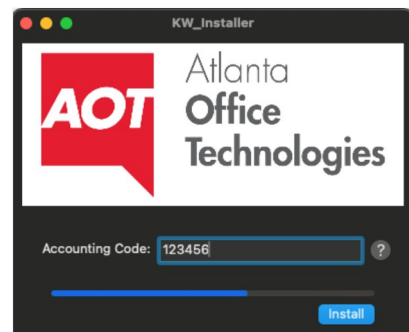 KW_Installer
AOT
Atlanta
Office
Technologies
Accounting Code: 123456 ?
Install